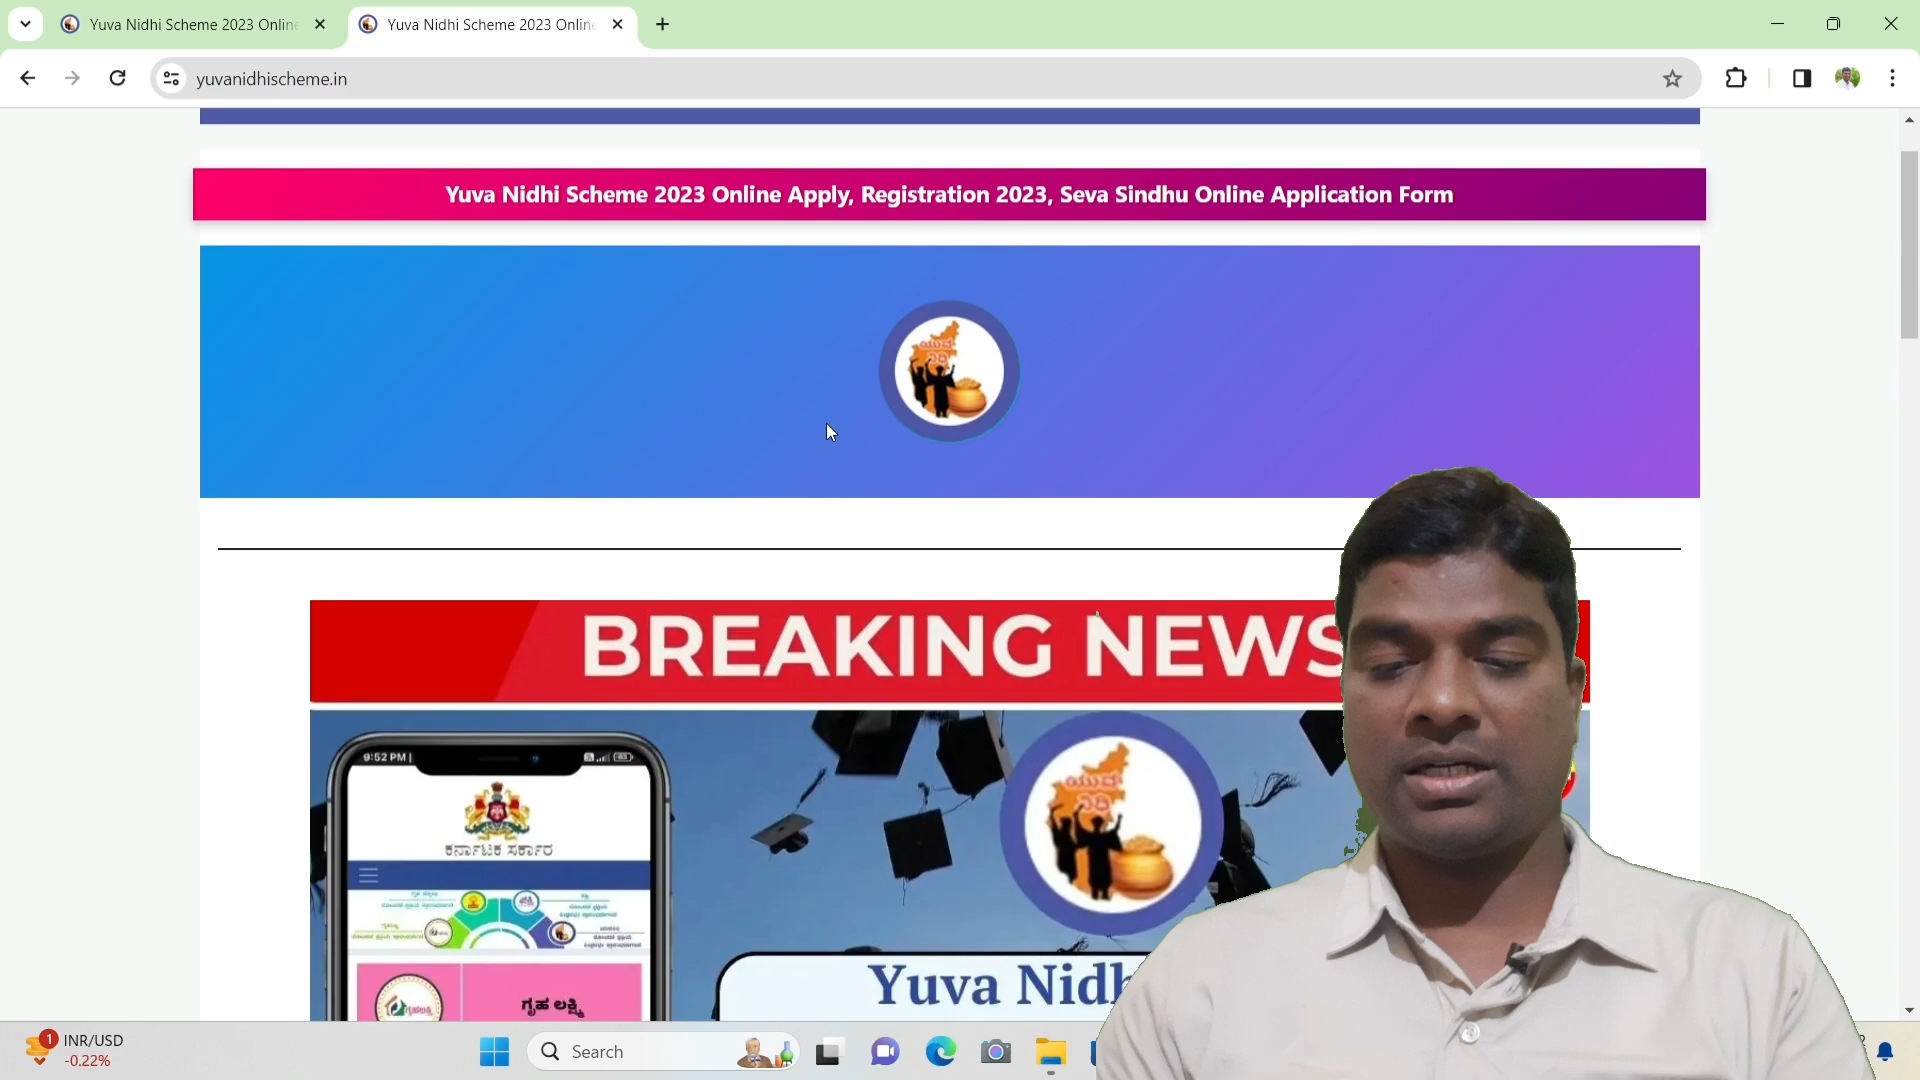 Yuva Nidhi Scheme 2023 Online
Yuva Nidhi Scheme 2023 Online
yuvanidhischeme.in
Yuva Nidhi Scheme 2023 Online Apply, Registration 2023, Seva Sindhu Online Application Form
ಯುವ
ನಿಧಿ
BREAKING NEWS
9:52 PM
ಯುವ
ನಿಧಿ
ಕರ್ನಾಟಕ ಸರ್ಕಾರ
Yuva Nidh
ಗೃಹ ಲಕ್ಷ್ಮಿ
1
INR/USD
-0.22%
Search